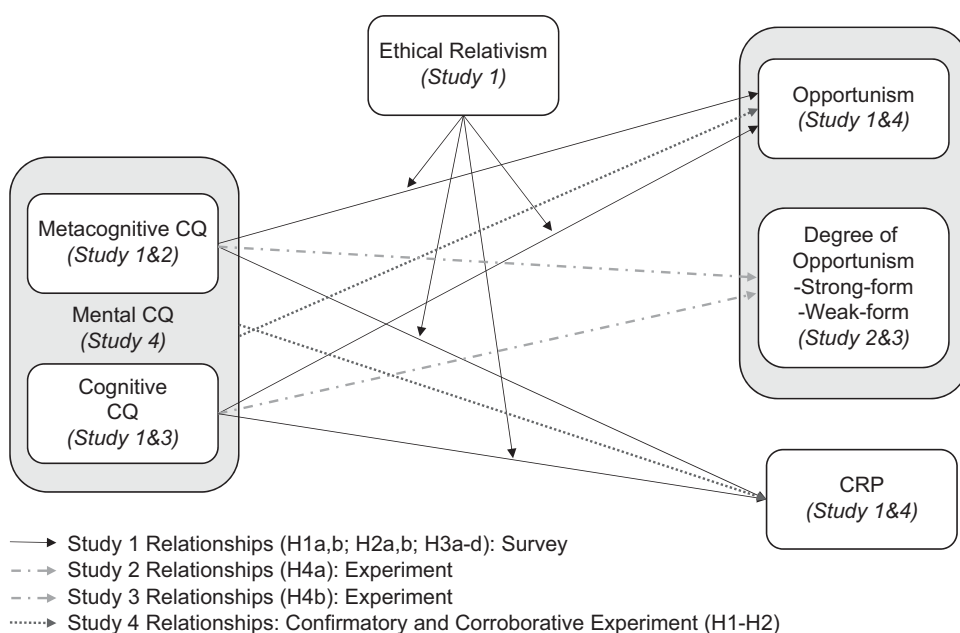 Ethical Relativism
(Study 1)
Opportunism
(Study 1&4)
Metacognitive CQ
(Study 1&2)
Mental CQ
(Study 4)
Cognitive
CQ
(Study 1&3)
Degree of
Opportunism
-Strong-form
-Weak-form
(Study 2&3)
CRP
(Study 1&4)
Study 1 Relationships (H1a,b; H2a,b; H3a-d): Survey
Study 2 Relationships (H4a): Experiment
Study 3 Relationships (H4b): Experiment
Study 4 Relationships: Confirmatory and Corroborative Experiment (H1-H2)